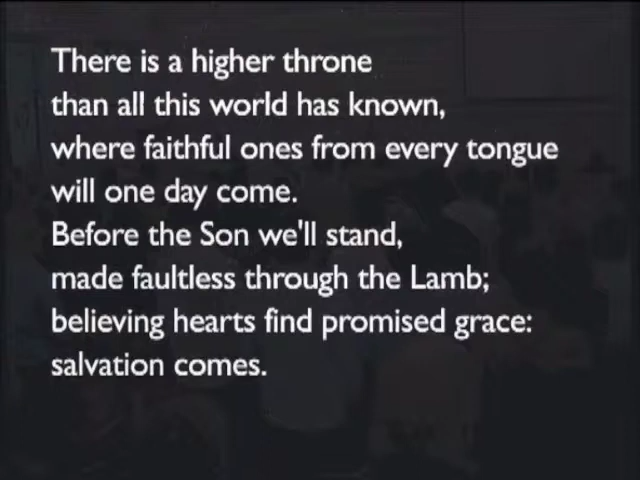 There is a higher throne
than all this world has known,
where faithful ones from every tongue
will one day come.
Before the Son we'll stand,
made faultless through the Lamb;
believing hearts find promised grace:
salvation comes.